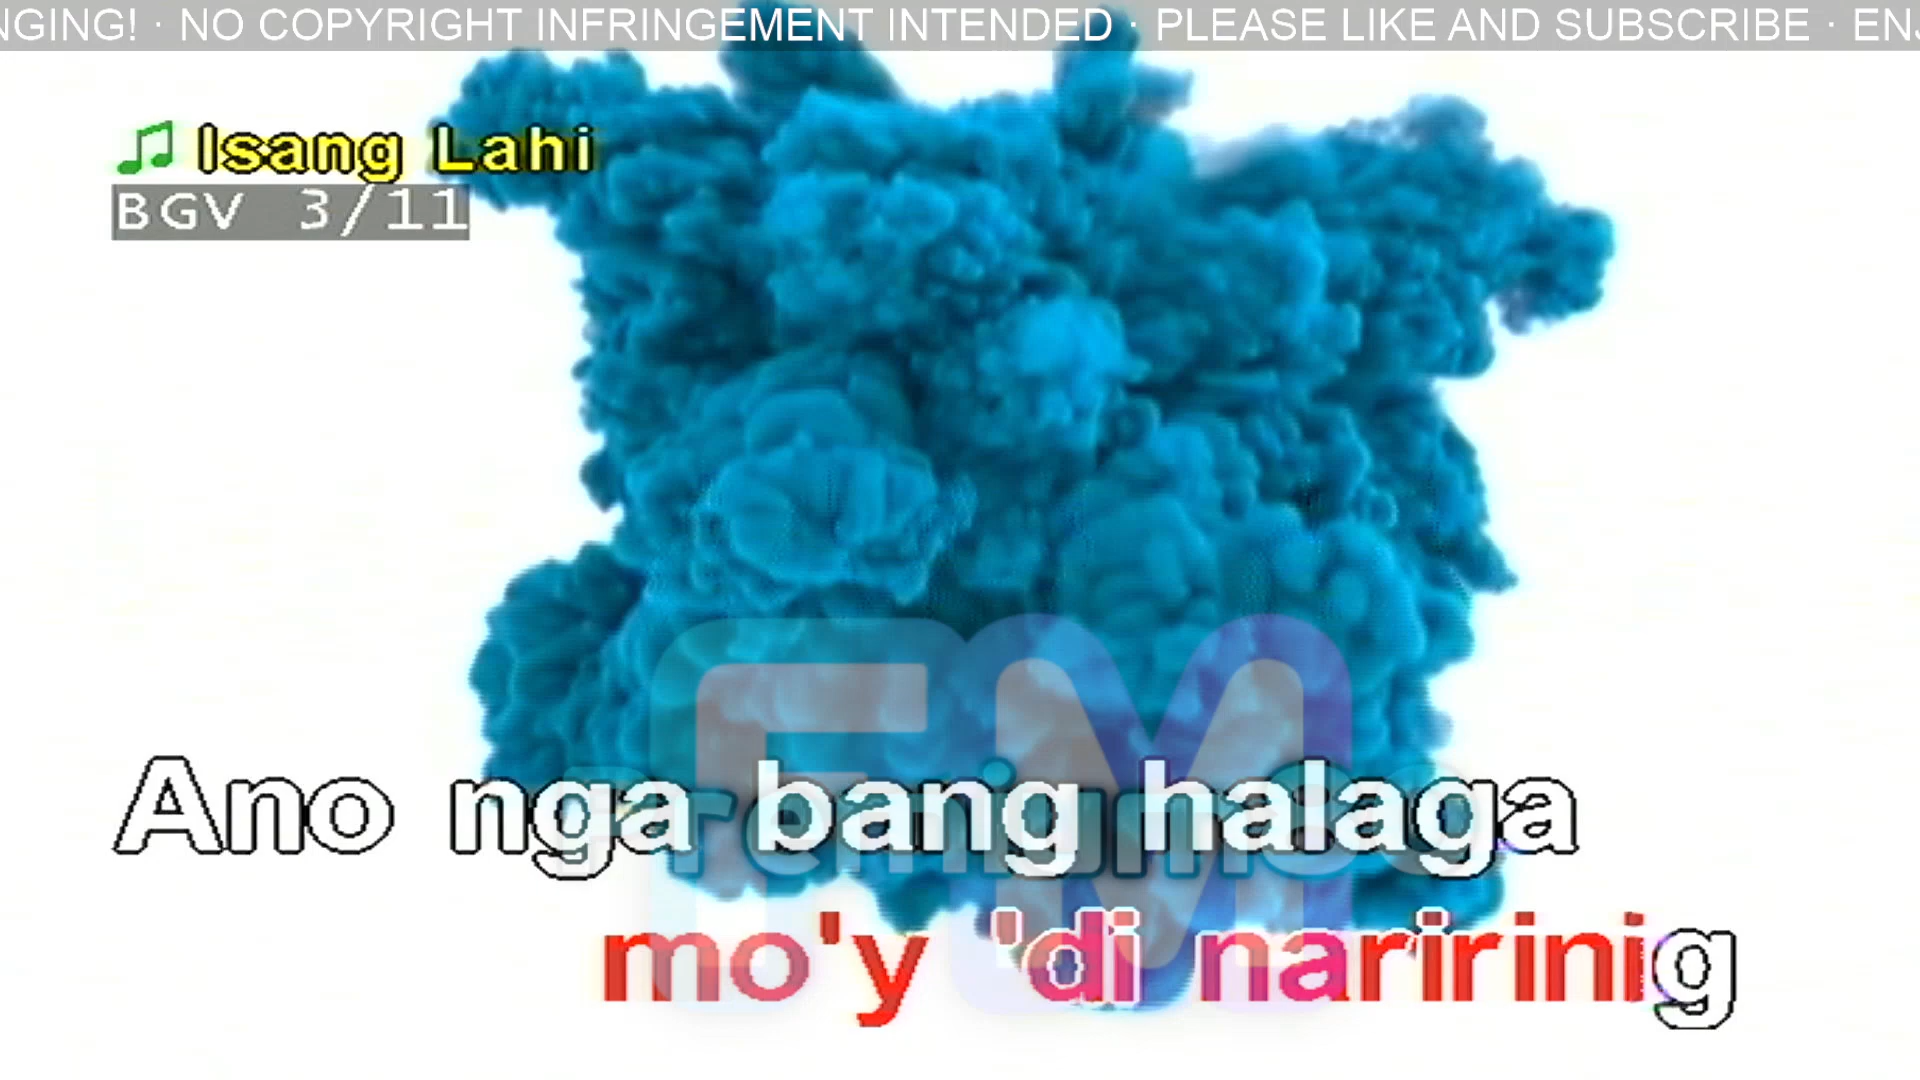 NGING! · NO COPYRIGHT INFRINGEMENT INTENDED · PLEASE LIKE AND SUBSCRIBE · ENJ
Isang Lahi
BGV 3/11
Ano nga bang halaga
mo'y 'di naririnig